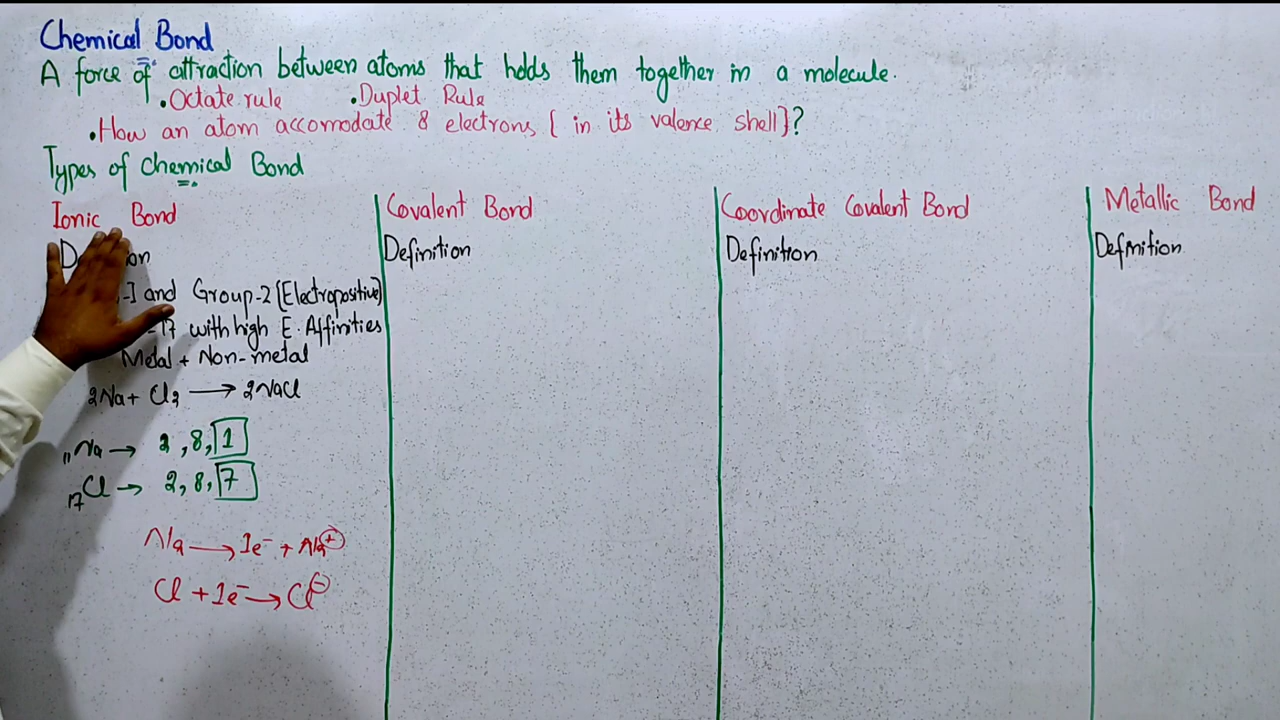 Chemical Bond
A force of attraction between atoms that holds them together in a molecule.
•Octate rule •Duplet Rule
•How an atom accomodate 8 electrons { in its valence shell}?
Types of chemical Bond
Ionic Bond
and Group-2 {Electropositive}
-17 with high E. Affinities
Metal + Non-metal
2Na + Cl2 → 2NaCl
11Na → 2,8,1
17Cl → 2,8,7
Na → 1e- + Na+
Cl + 1e- → Cl-
Covalent Bond
Definition
Coordinate Covalent Bond
Definition
Metallic Bond
Definition